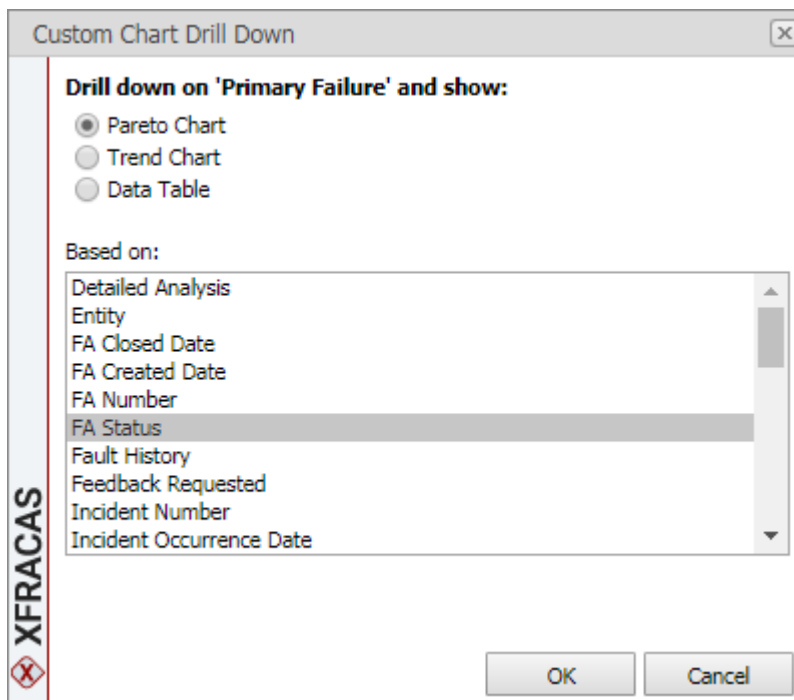 Custom Chart Drill Down
Drill down on 'Primary Failure' and show:
Pareto Chart
Trend Chart
Data Table
Based on:
Detailed Analysis
Entity
FA Closed Date
FA Created Date
FA Number
FA Status
Fault History
Feedback Requested
Incident Number
Incident Occurrence Date
XFRACAS
OK
Cancel